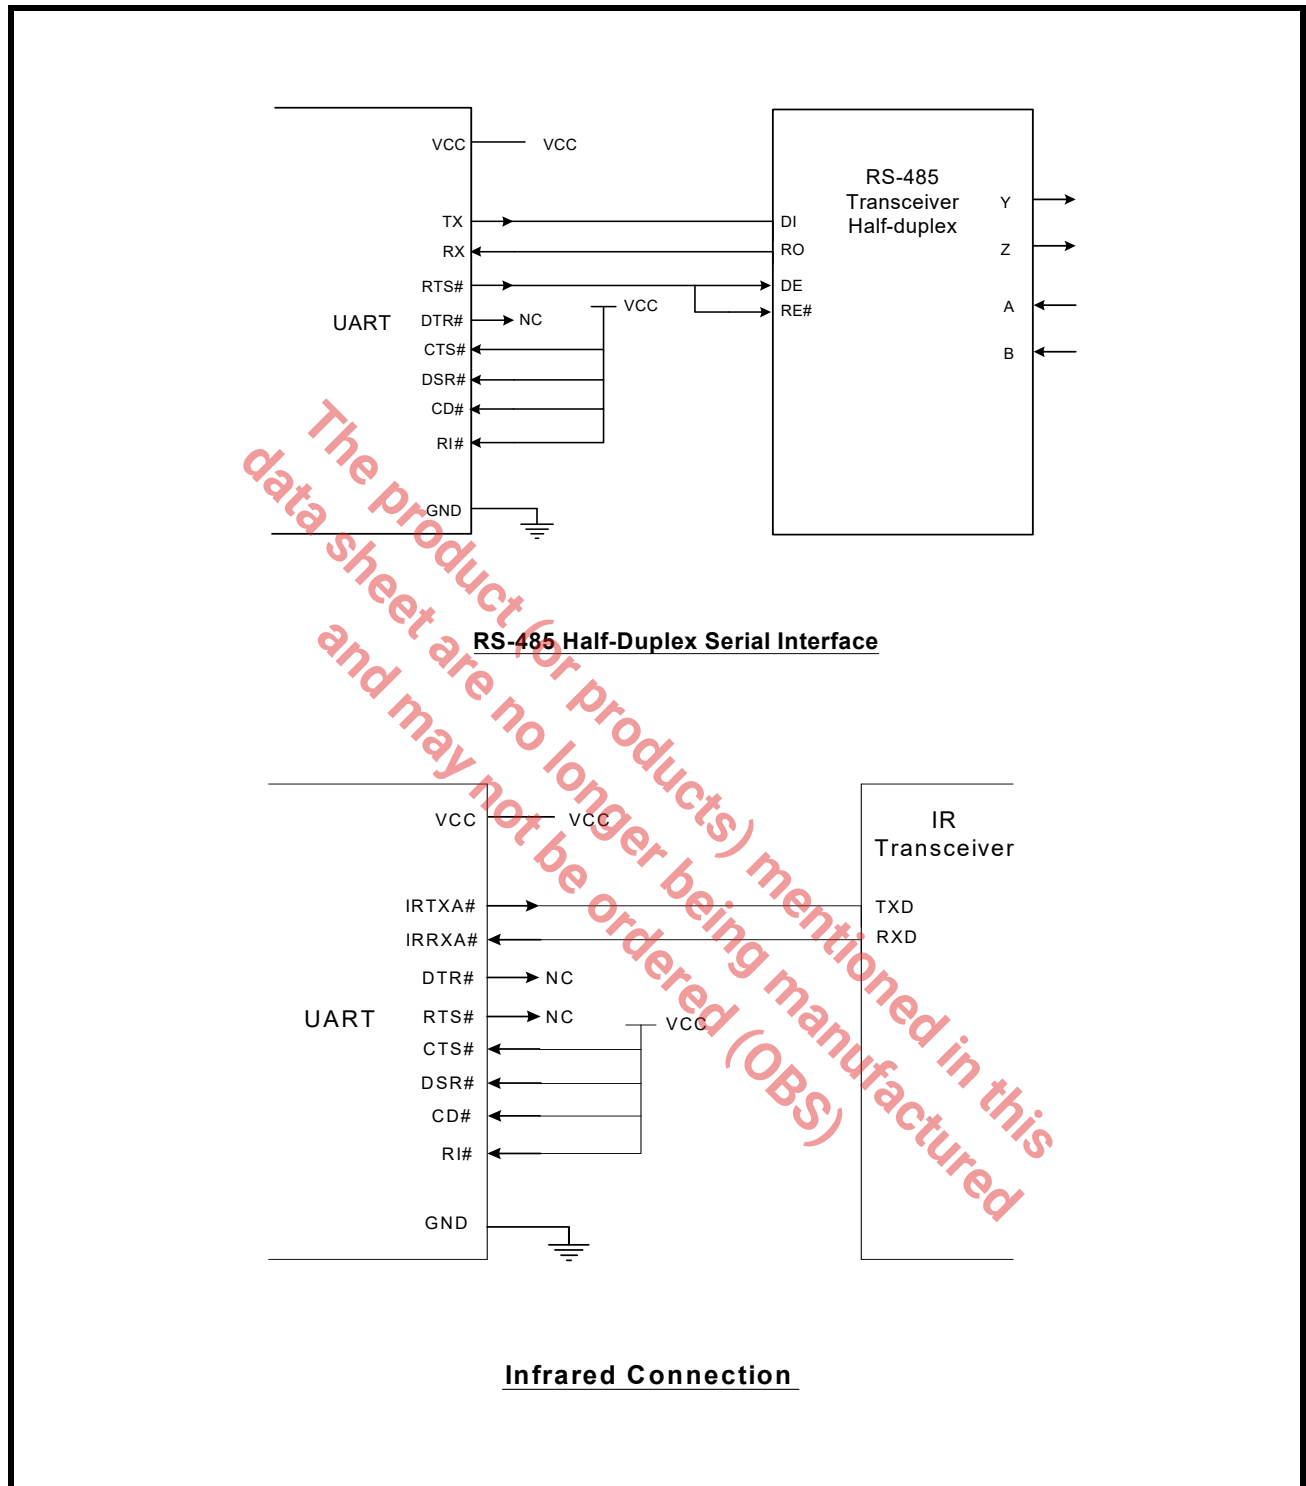 VCC
VCC
TX
RX
RTS#
DTR#
NC
CTS#
DSR#
CD#
RI#
GND
UART
VCC
DI
RO
DE
RE#
RS-485
Transceiver
Half-duplex
Y
Z
A
B
RS-485 Half-Duplex Serial Interface
VCC
VCC
IRTXA#
IRRXA#
DTR#
NC
RTS#
NC
CTS#
DSR#
CD#
RI#
GND
UART
VCC
IR
Transceiver
TXD
RXD
Infrared Connection
The product (or products) mentioned in this
data sheet are no longer being manufactured
and may not be ordered (OBS)